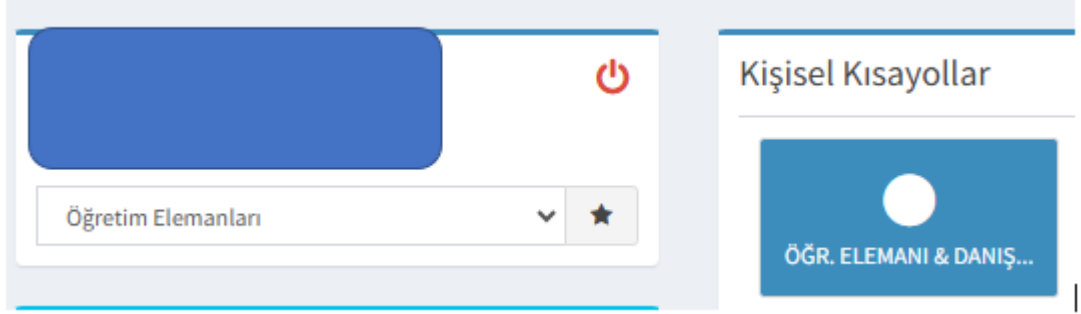 Kişisel Kısayollar
Öğretim Elemanları
ÖĞR. ELEMANI & DANIŞ...